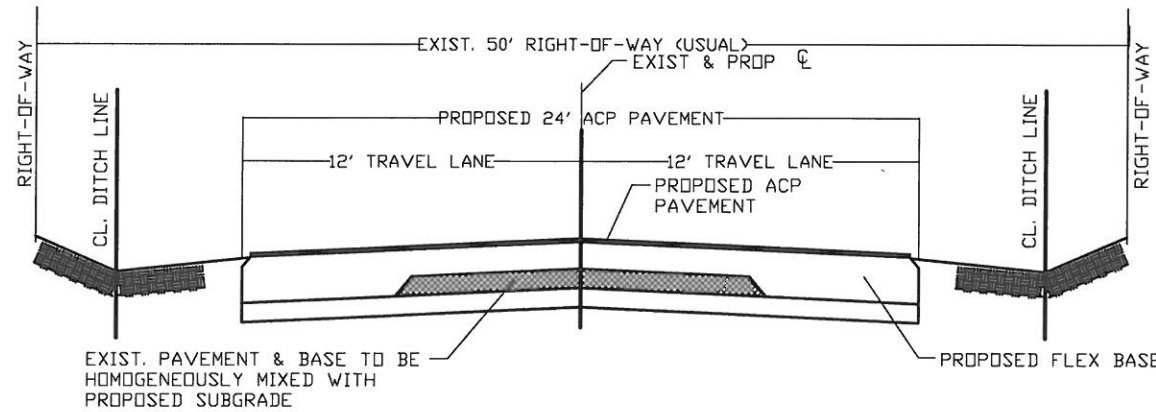 EXIST. 50' RIGHT-OF-WAY (USUAL)
EXIST & PROP ℄
RIGHT-OF-WAY
CL. DITCH LINE
PROPOSED 24' ACP PAVEMENT
12' TRAVEL LANE
12' TRAVEL LANE
PROPOSED ACP
PAVEMENT
CL. DITCH LINE
RIGHT-OF-WAY
EXIST. PAVEMENT & BASE TO BE
HOMOGENEOUSLY MIXED WITH
PROPOSED SUBGRADE
PROPOSED FLEX BASE